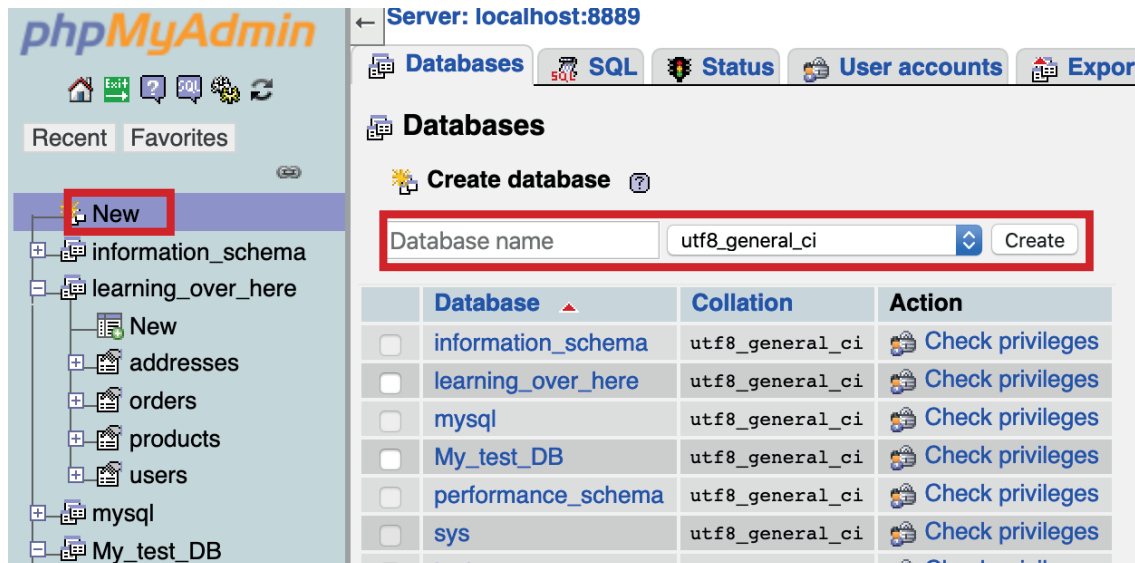 phpMyAdmin
Recent Favorites
New
information_schema
learning_over_here
New
addresses
orders
products
users
mysql
My_test_DB
Server: localhost:8889
Databases SQL Status User accounts Expor
Databases
Create database
Database name utf8_general_ci Create
Database Collation Action
information_schema utf8_general_ci Check privileges
learning_over_here utf8_general_ci Check privileges
mysql utf8_general_ci Check privileges
My_test_DB utf8_general_ci Check privileges
performance_schema utf8_general_ci Check privileges
sys utf8_general_ci Check privileges